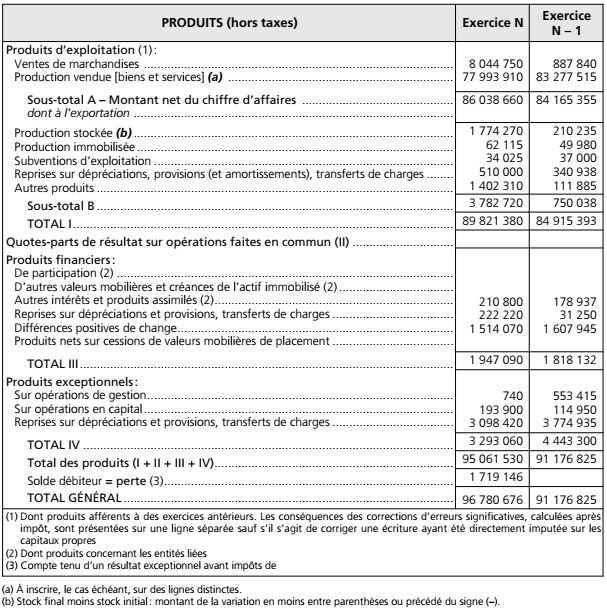 PRODUITS (hors taxes) Exercice N Exercice N – 1
Produits d'exploitation (1):
Ventes de marchandises 8 044 750 887 840
Production vendue [biens et services] (a) 77 993 910 83 277 515
Sous-total A – Montant net du chiffre d'affaires 86 038 660 84 165 355
dont à l'exportation
Production stockée (b) 1 774 270 210 235
Production immobilisée 62 115 49 980
Subventions d'exploitation 34 025 37 000
Reprises sur dépréciations, provisions (et amortissements), transferts de charges 510 000 340 938
Autres produits 1 402 310 111 885
Sous-total B 3 782 720 750 038
TOTAL I 89 821 380 84 915 393
Quotes-parts de résultat sur opérations faites en commun (II)
Produits financiers:
De participation (2)
D'autres valeurs mobilières et créances de l'actif immobilisé (2)
Autres intérêts et produits assimilés (2) 210 800 178 937
Reprises sur dépréciations et provisions, transferts de charges 222 220 31 250
Différences positives de change 1 514 070 1 607 945
Produits nets sur cessions de valeurs mobilières de placement
TOTAL III 1 947 090 1 818 132
Produits exceptionnels:
Sur opérations de gestion 740 553 415
Sur opérations en capital 193 900 114 950
Reprises sur dépréciations et provisions, transferts de charges 3 098 420 3 774 935
TOTAL IV 3 293 060 4 443 300
Total des produits (I + II + III + IV) 95 061 530 91 176 825
Solde débiteur = perte (3) 1 719 146
TOTAL GÉNÉRAL 96 780 676 91 176 825
(1) Dont produits afférents à des exercices antérieurs. Les conséquences des corrections d'erreurs significatives, calculées après
impôt, sont présentées sur une ligne séparée sauf s'il s'agit de corriger une écriture ayant été directement imputée sur les
capitaux propres
(2) Dont produits concernant les entités liées
(3) Compte tenu d'un résultat exceptionnel avant impôts de
(a) À inscrire, le cas échéant, sur des lignes distinctes.
(b) Stock final moins stock initial: montant de la variation en moins entre parenthèses ou précédé du signe (–).